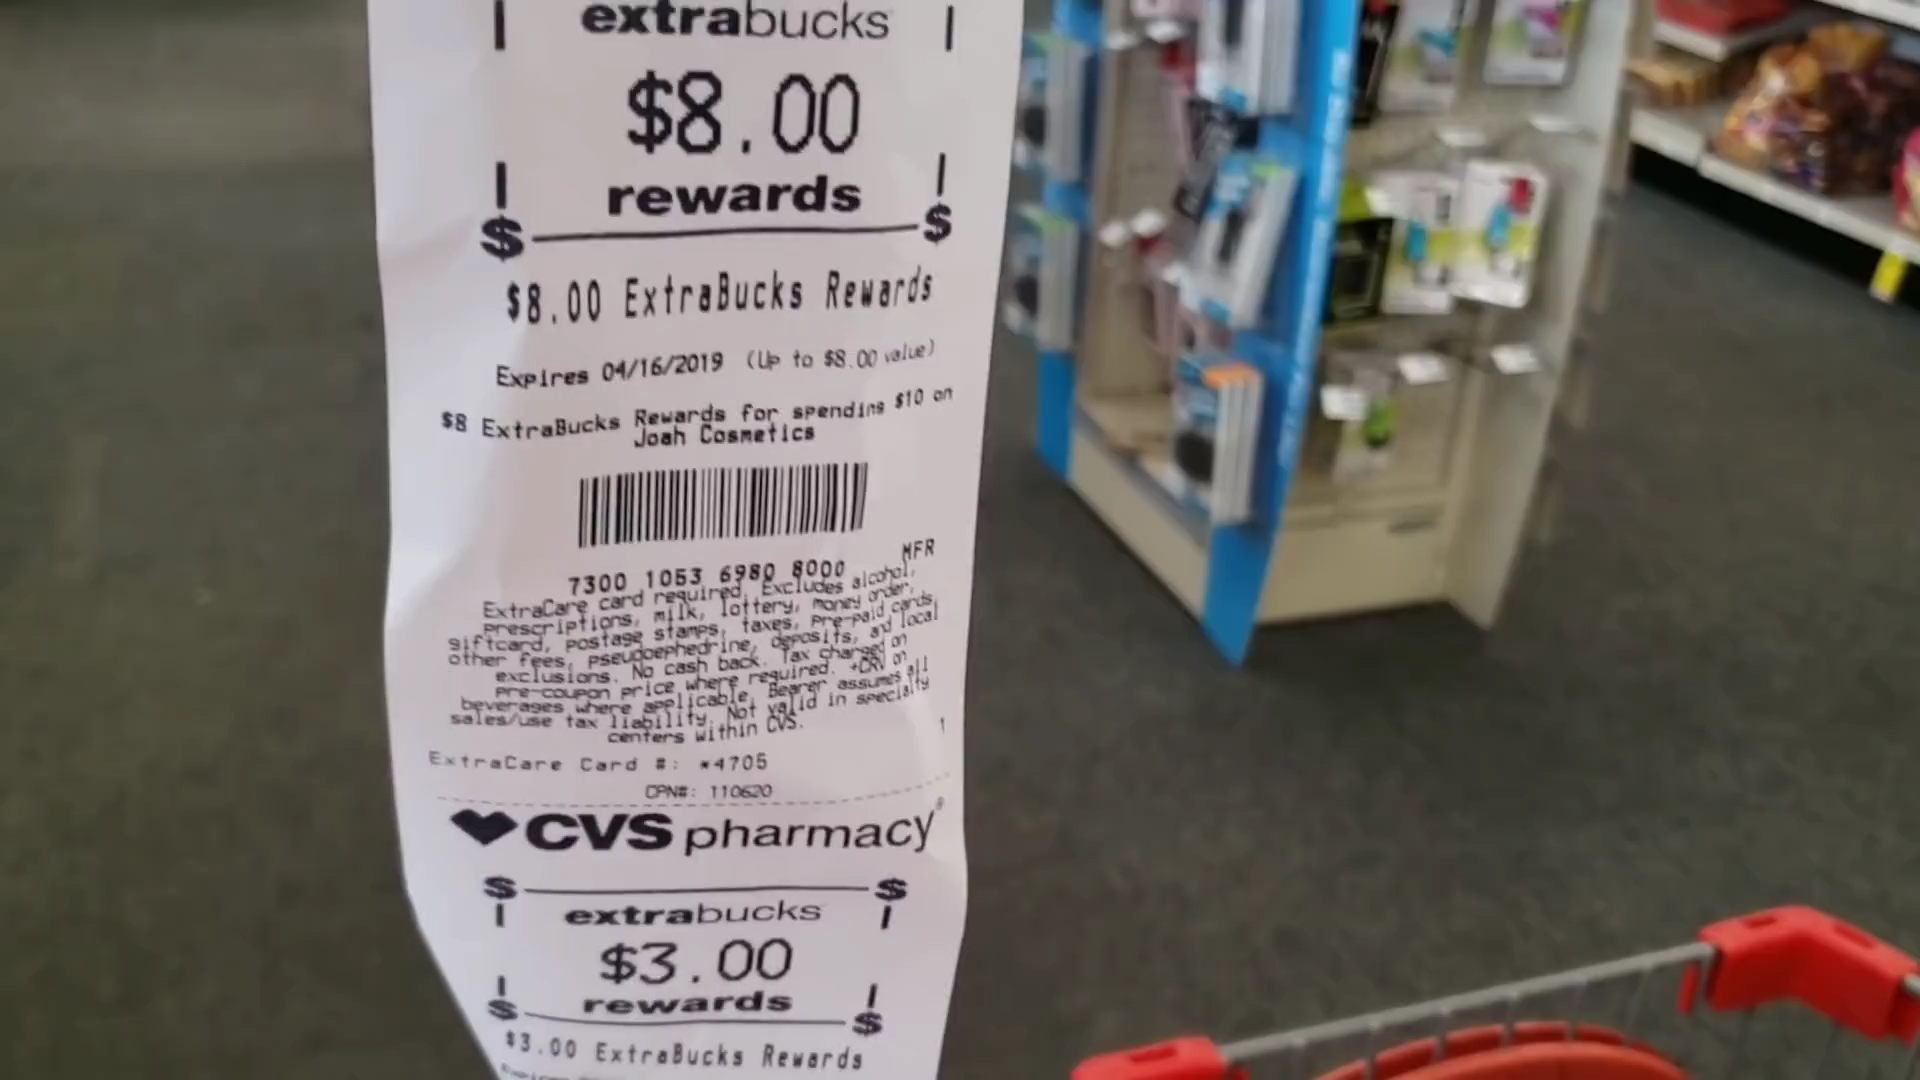 extrabucks
$8.00
rewards
$ $
$8.00 ExtraBucks Rewards
Expires 04/16/2019 (Up to $8.00 value)
$8 ExtraBucks Rewards for spending $10 on
Joah Cosmetics
MFR
7300 1053 6980 8000
ExtraCare card required. Excludes alcohol,
prescriptions, milk, lottery, money order,
giftcard, postage stamps, taxes, pre-paid cards,
other fees, pseudoephedrine, deposits, and local
exclusions. No cash back. Tax charged on
pre-coupon price where required. +CRV on
beverages where applicable. Bearer assumes all
sales/use tax liability. Not valid in specialty
centers within CVS.
1
ExtraCare Card #: *4705
CPN#: 110620
CVS pharmacy®
$ $
extrabucks
$3.00
rewards
$ $
$3.00 ExtraBucks Rewards